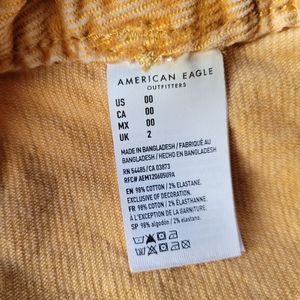 AMERICAN EAGLE
OUTFITTERS
US 00
CA 00
MX 00
UK 2
MADE IN BANGLADESH / FABRIQUÉ AU
BANGLADESH / HECHO EN BANGLADESH
RN 54485/ CA 03873
RFC# AEM120605U9A
EN 98% COTTON / 2% ELASTANE.
EXCLUSIVE OF DECORATION.
FR 98% COTON / 2% ÉLASTHANNE.
À L'EXCEPTION DE LA GARNITURE.
SP 98% algodón / 2% elastano.